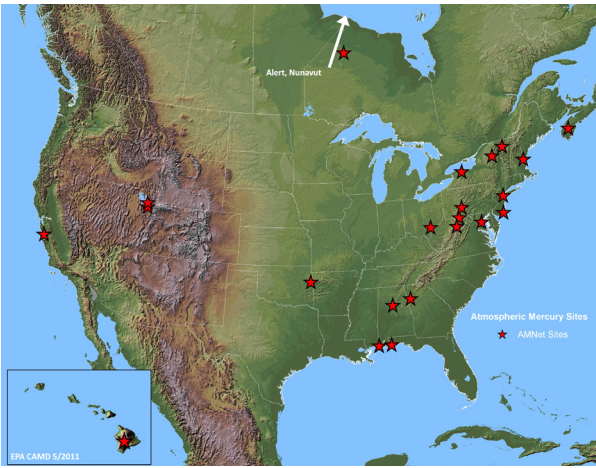 Alert, Nunavut
Atmospheric Mercury Sites
AMNet Sites
EPA CAMD 5/2011